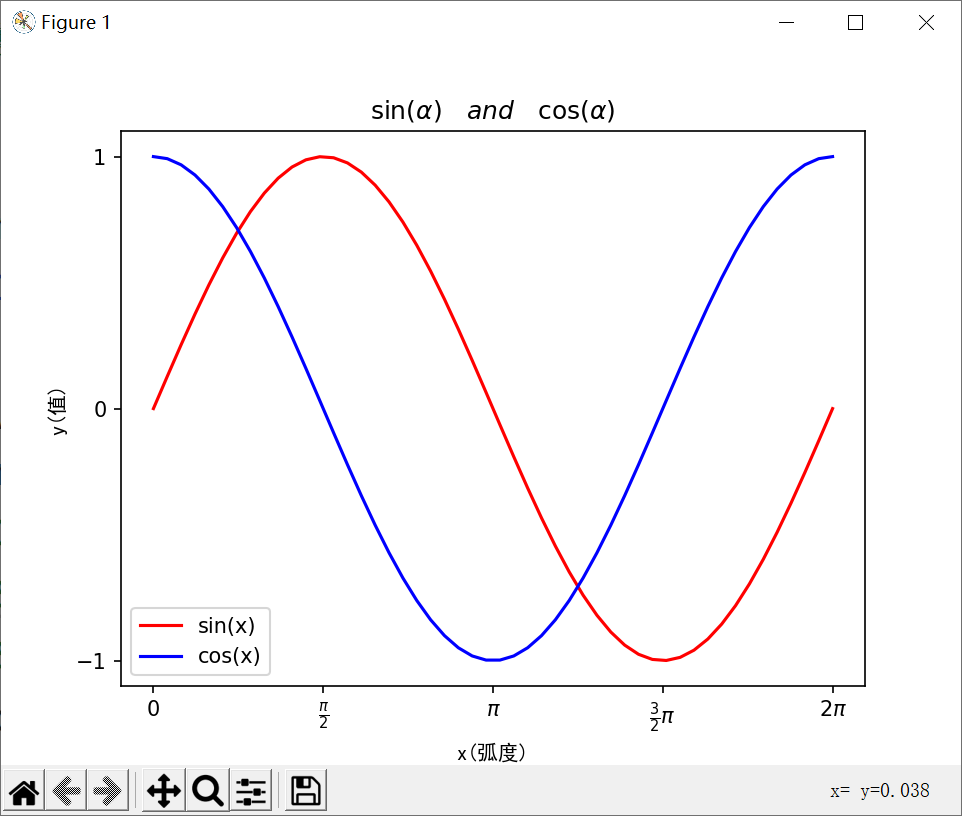 Figure 1
sin(α) and cos(α)
1
0
−1
y(值)
sin(x)
cos(x)
0 π/2 π 3/2π 2π
x(弧度)
x= y=0.038